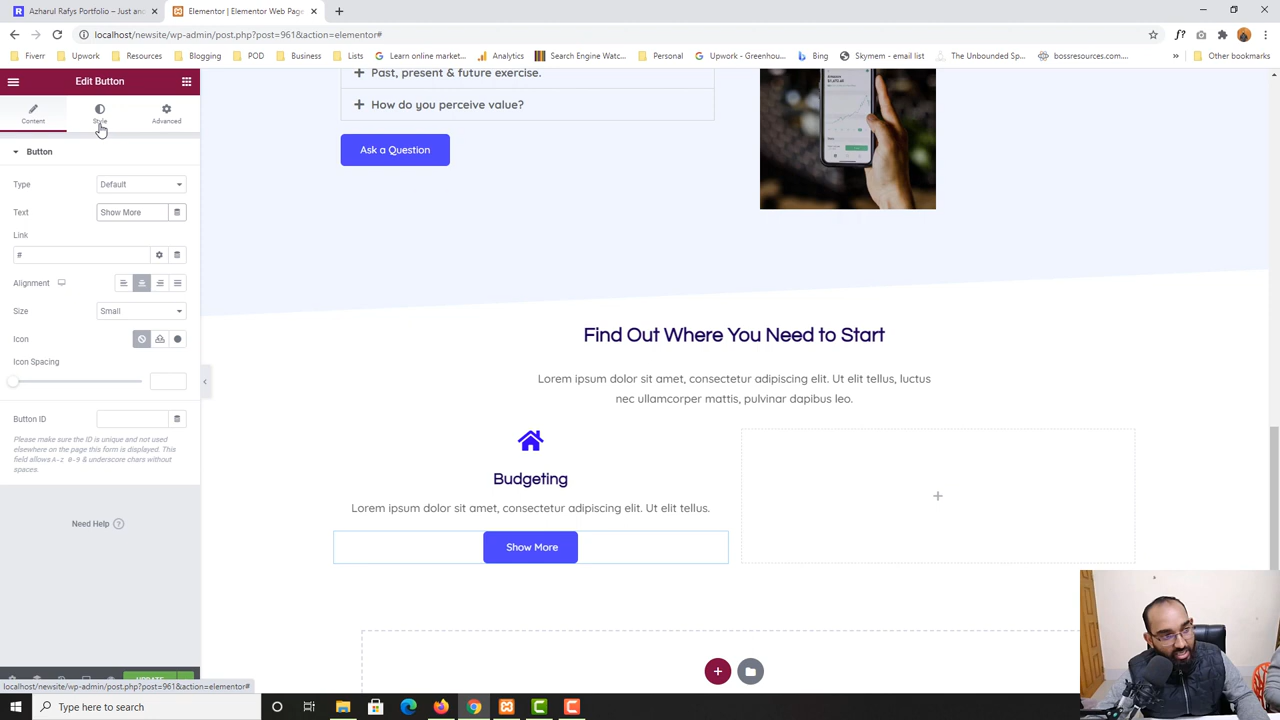 Azharul Rafys Portfolio – Just and
Elementor | Elementor Web Page
localhost/newsite/wp-admin/post.php?post=961&action=elementor#
Fiverr
Upwork
Resources
Blogging
POD
Business
Lists
Learn online market...
Analytics
Search Engine Watc...
Personal
Upwork - Greenhou...
Bing
Skymem - email list
The Unbounded Sp...
bossresources.com...
»
Other bookmarks
Edit Button
Content
Style
Advanced
Button
Type
Default
Text
Show More
Link
#
Alignment
Size
Small
Icon
Icon Spacing
Button ID
Please make sure the ID is unique and not used
elsewhere on the page this form is displayed. This
field allows A-z 0-9 & underscore chars without
spaces.
Need Help
UPDATE
localhost/newsite/wp-admin/post.php?post=961&action=elementor#
Past, present & future exercise.
How do you perceive value?
Ask a Question
Find Out Where You Need to Start
Lorem ipsum dolor sit amet, consectetur adipiscing elit. Ut elit tellus, luctus
nec ullamcorper mattis, pulvinar dapibus leo.
Budgeting
Lorem ipsum dolor sit amet, consectetur adipiscing elit. Ut elit tellus.
Show More
Type here to search